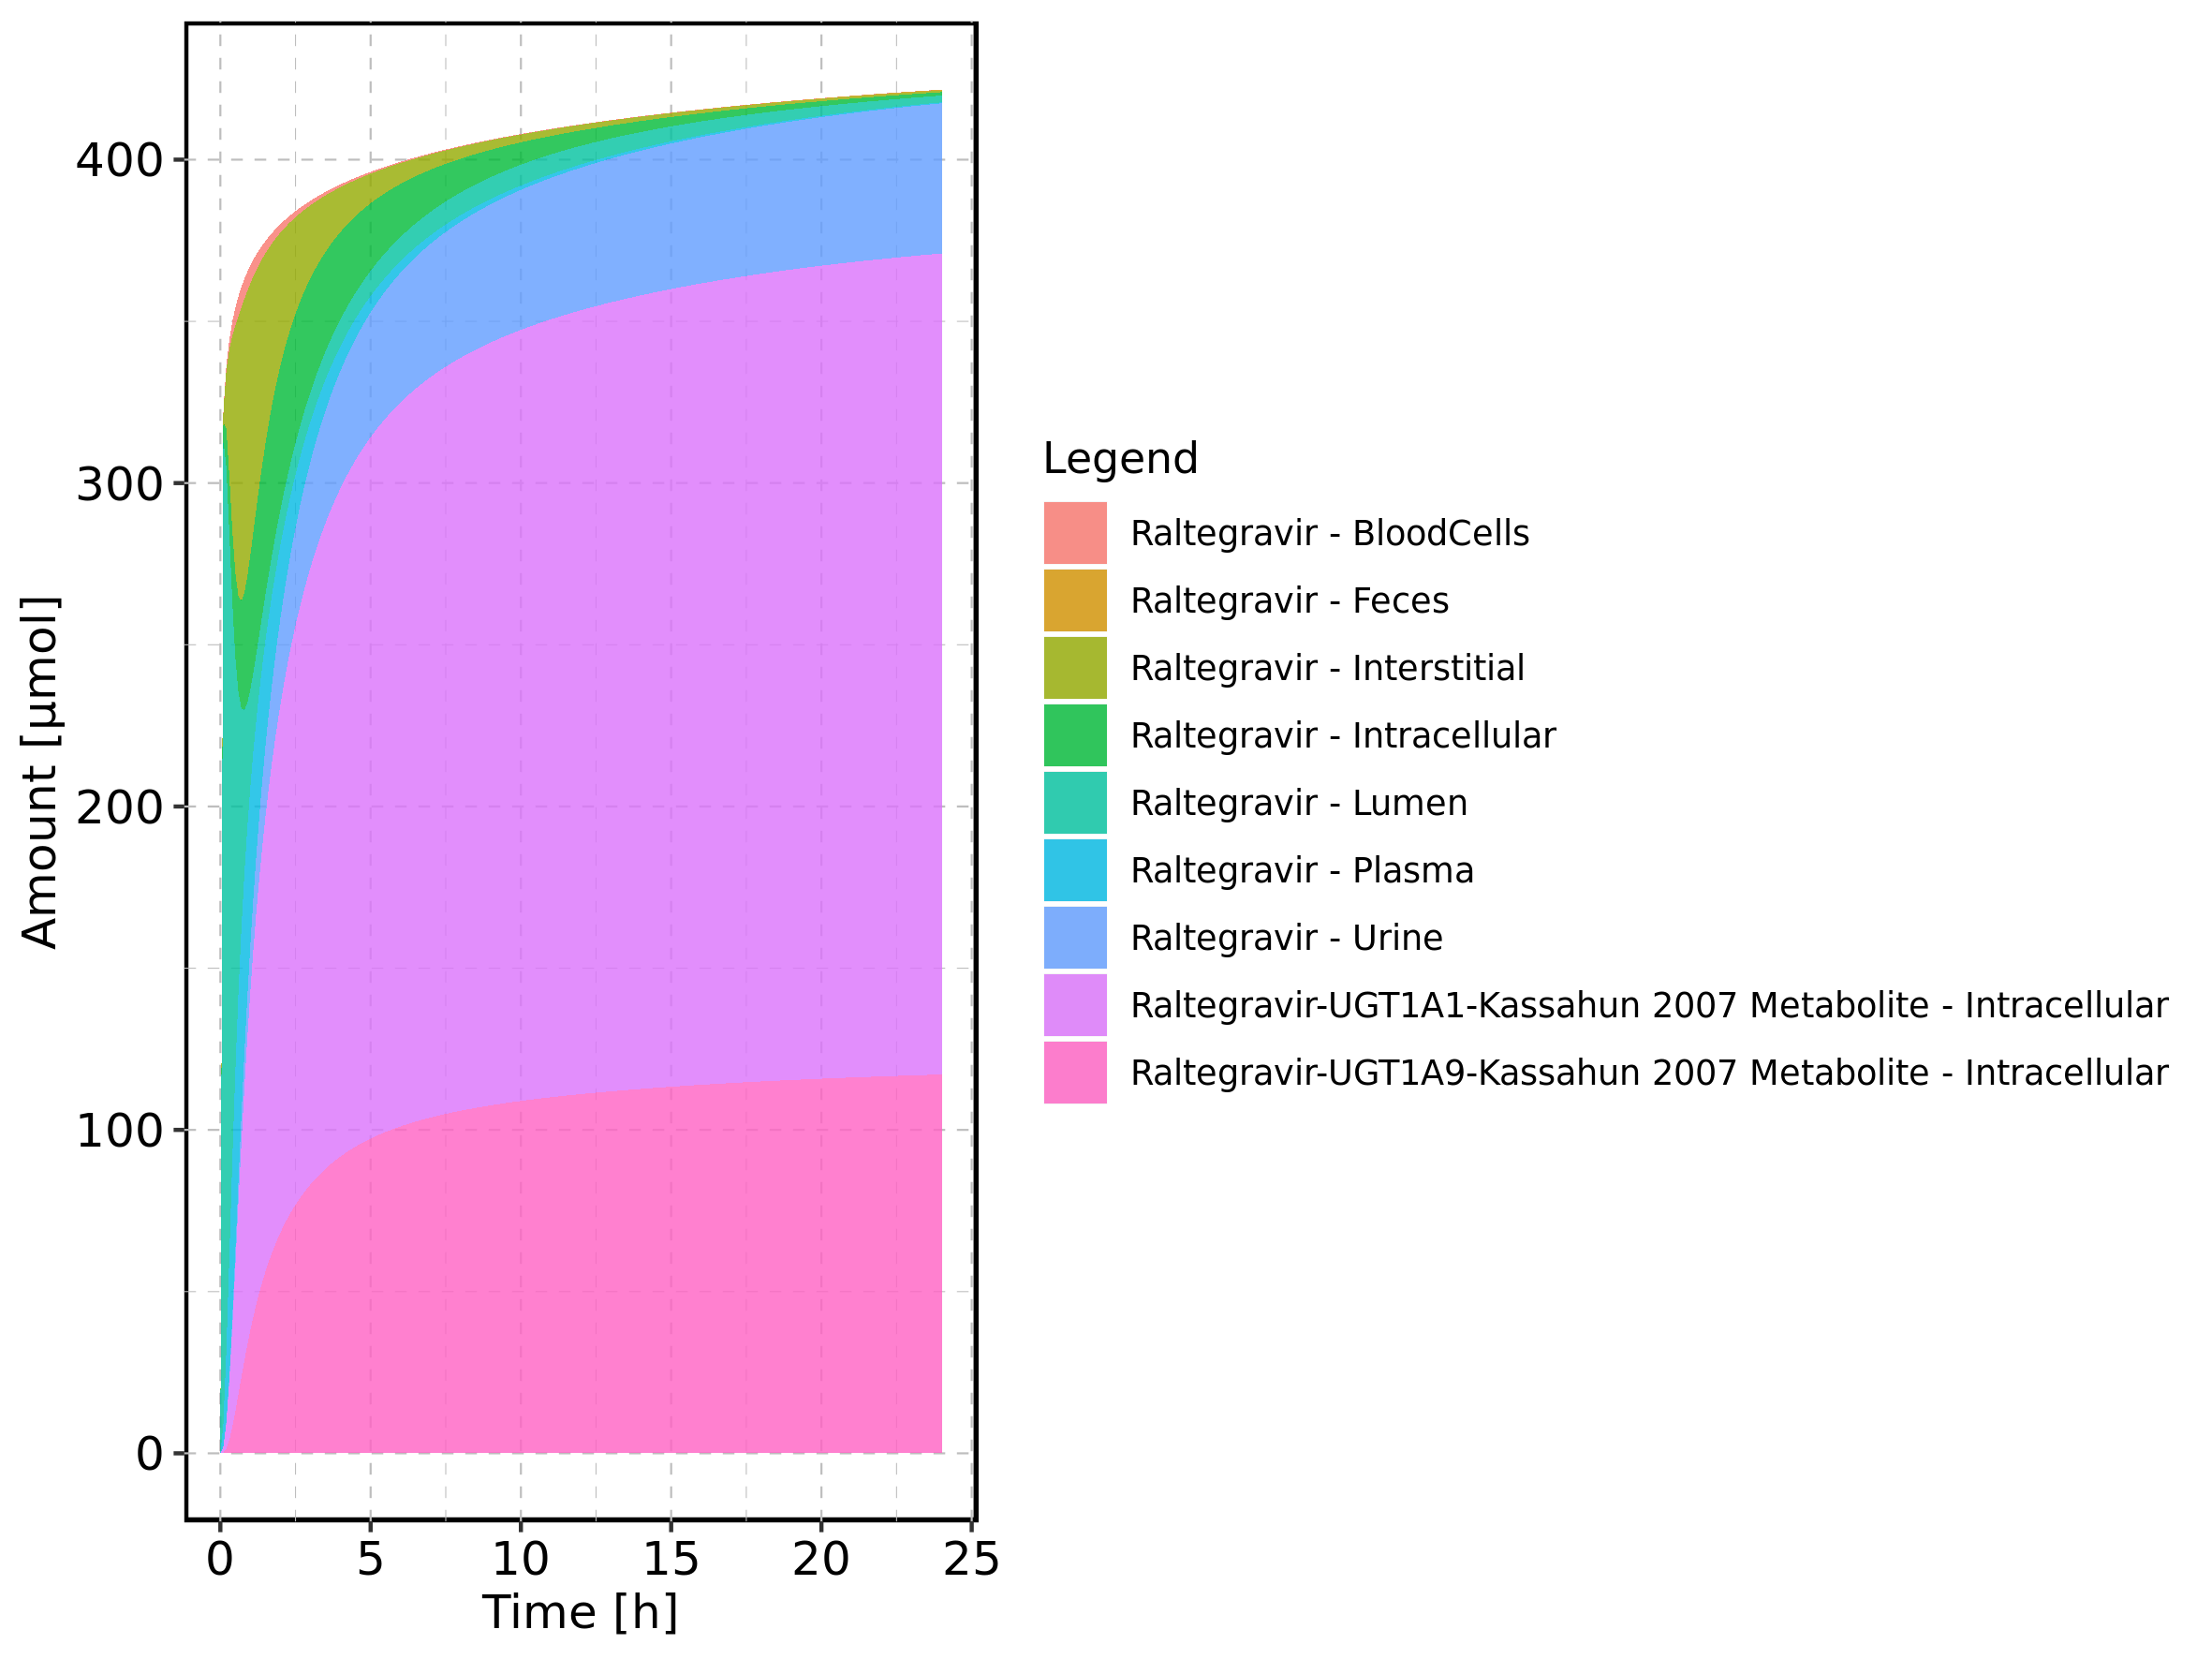 Amount [µmol]
400
300
200
100
0
0 5 10 15 20 25
Time [h]
Legend
Raltegravir - BloodCells
Raltegravir - Feces
Raltegravir - Interstitial
Raltegravir - Intracellular
Raltegravir - Lumen
Raltegravir - Plasma
Raltegravir - Urine
Raltegravir-UGT1A1-Kassahun 2007 Metabolite - Intracellular
Raltegravir-UGT1A9-Kassahun 2007 Metabolite - Intracellular